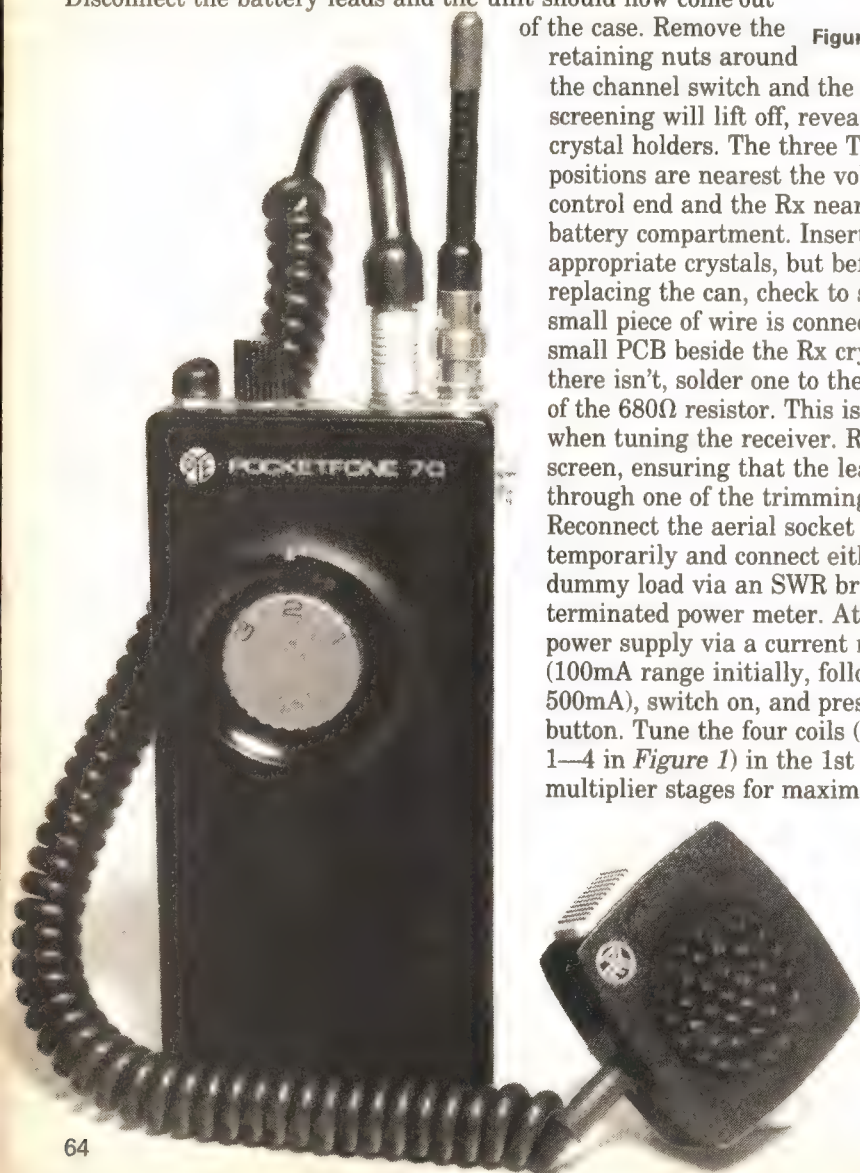 Disconnect the battery leads and the unit should now come out
of the case. Remove the
retaining nuts around
the channel switch and the
screening will lift off, revea
crystal holders. The three T
positions are nearest the vo
control end and the Rx near
battery compartment. Inser
appropriate crystals, but be
replacing the can, check to s
small piece of wire is connec
small PCB beside the Rx cry
there isn't, solder one to the
of the 680Ω resistor. This is
when tuning the receiver. R
screen, ensuring that the lea
through one of the trimming
Reconnect the aerial socket
temporarily and connect eith
dummy load via an SWR br
terminated power meter. At
power supply via a current r
(100mA range initially, follo
500mA), switch on, and pres
button. Tune the four coils (
1—4 in Figure 1) in the 1st
multiplier stages for maxim
Figur
PYE POCKETFONE 70
3 2 1
64